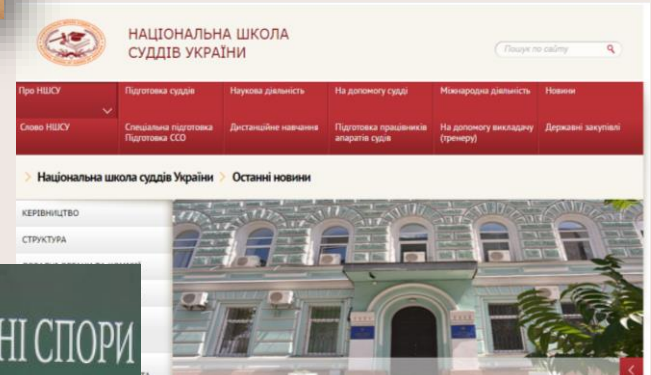 НАЦІОНАЛЬНА ШКОЛА
СУДДІВ УКРАЇНИ
Пошук по сайту
Про НШСУ
Підготовка суддів
Наукова діяльність
На допомогу судді
Міжнародна діяльність
Новини
Слово НШСУ
Спеціальна підготовка
Підготовка ССО
Дистанційне навчання
Підготовка працівників
апаратів судів
На допомогу викладачу
(тренеру)
Державні закупівлі
Національна школа суддів України > Останні новини
КЕРІВНИЦТВО
СТРУКТУРА
НІ СПОРИ